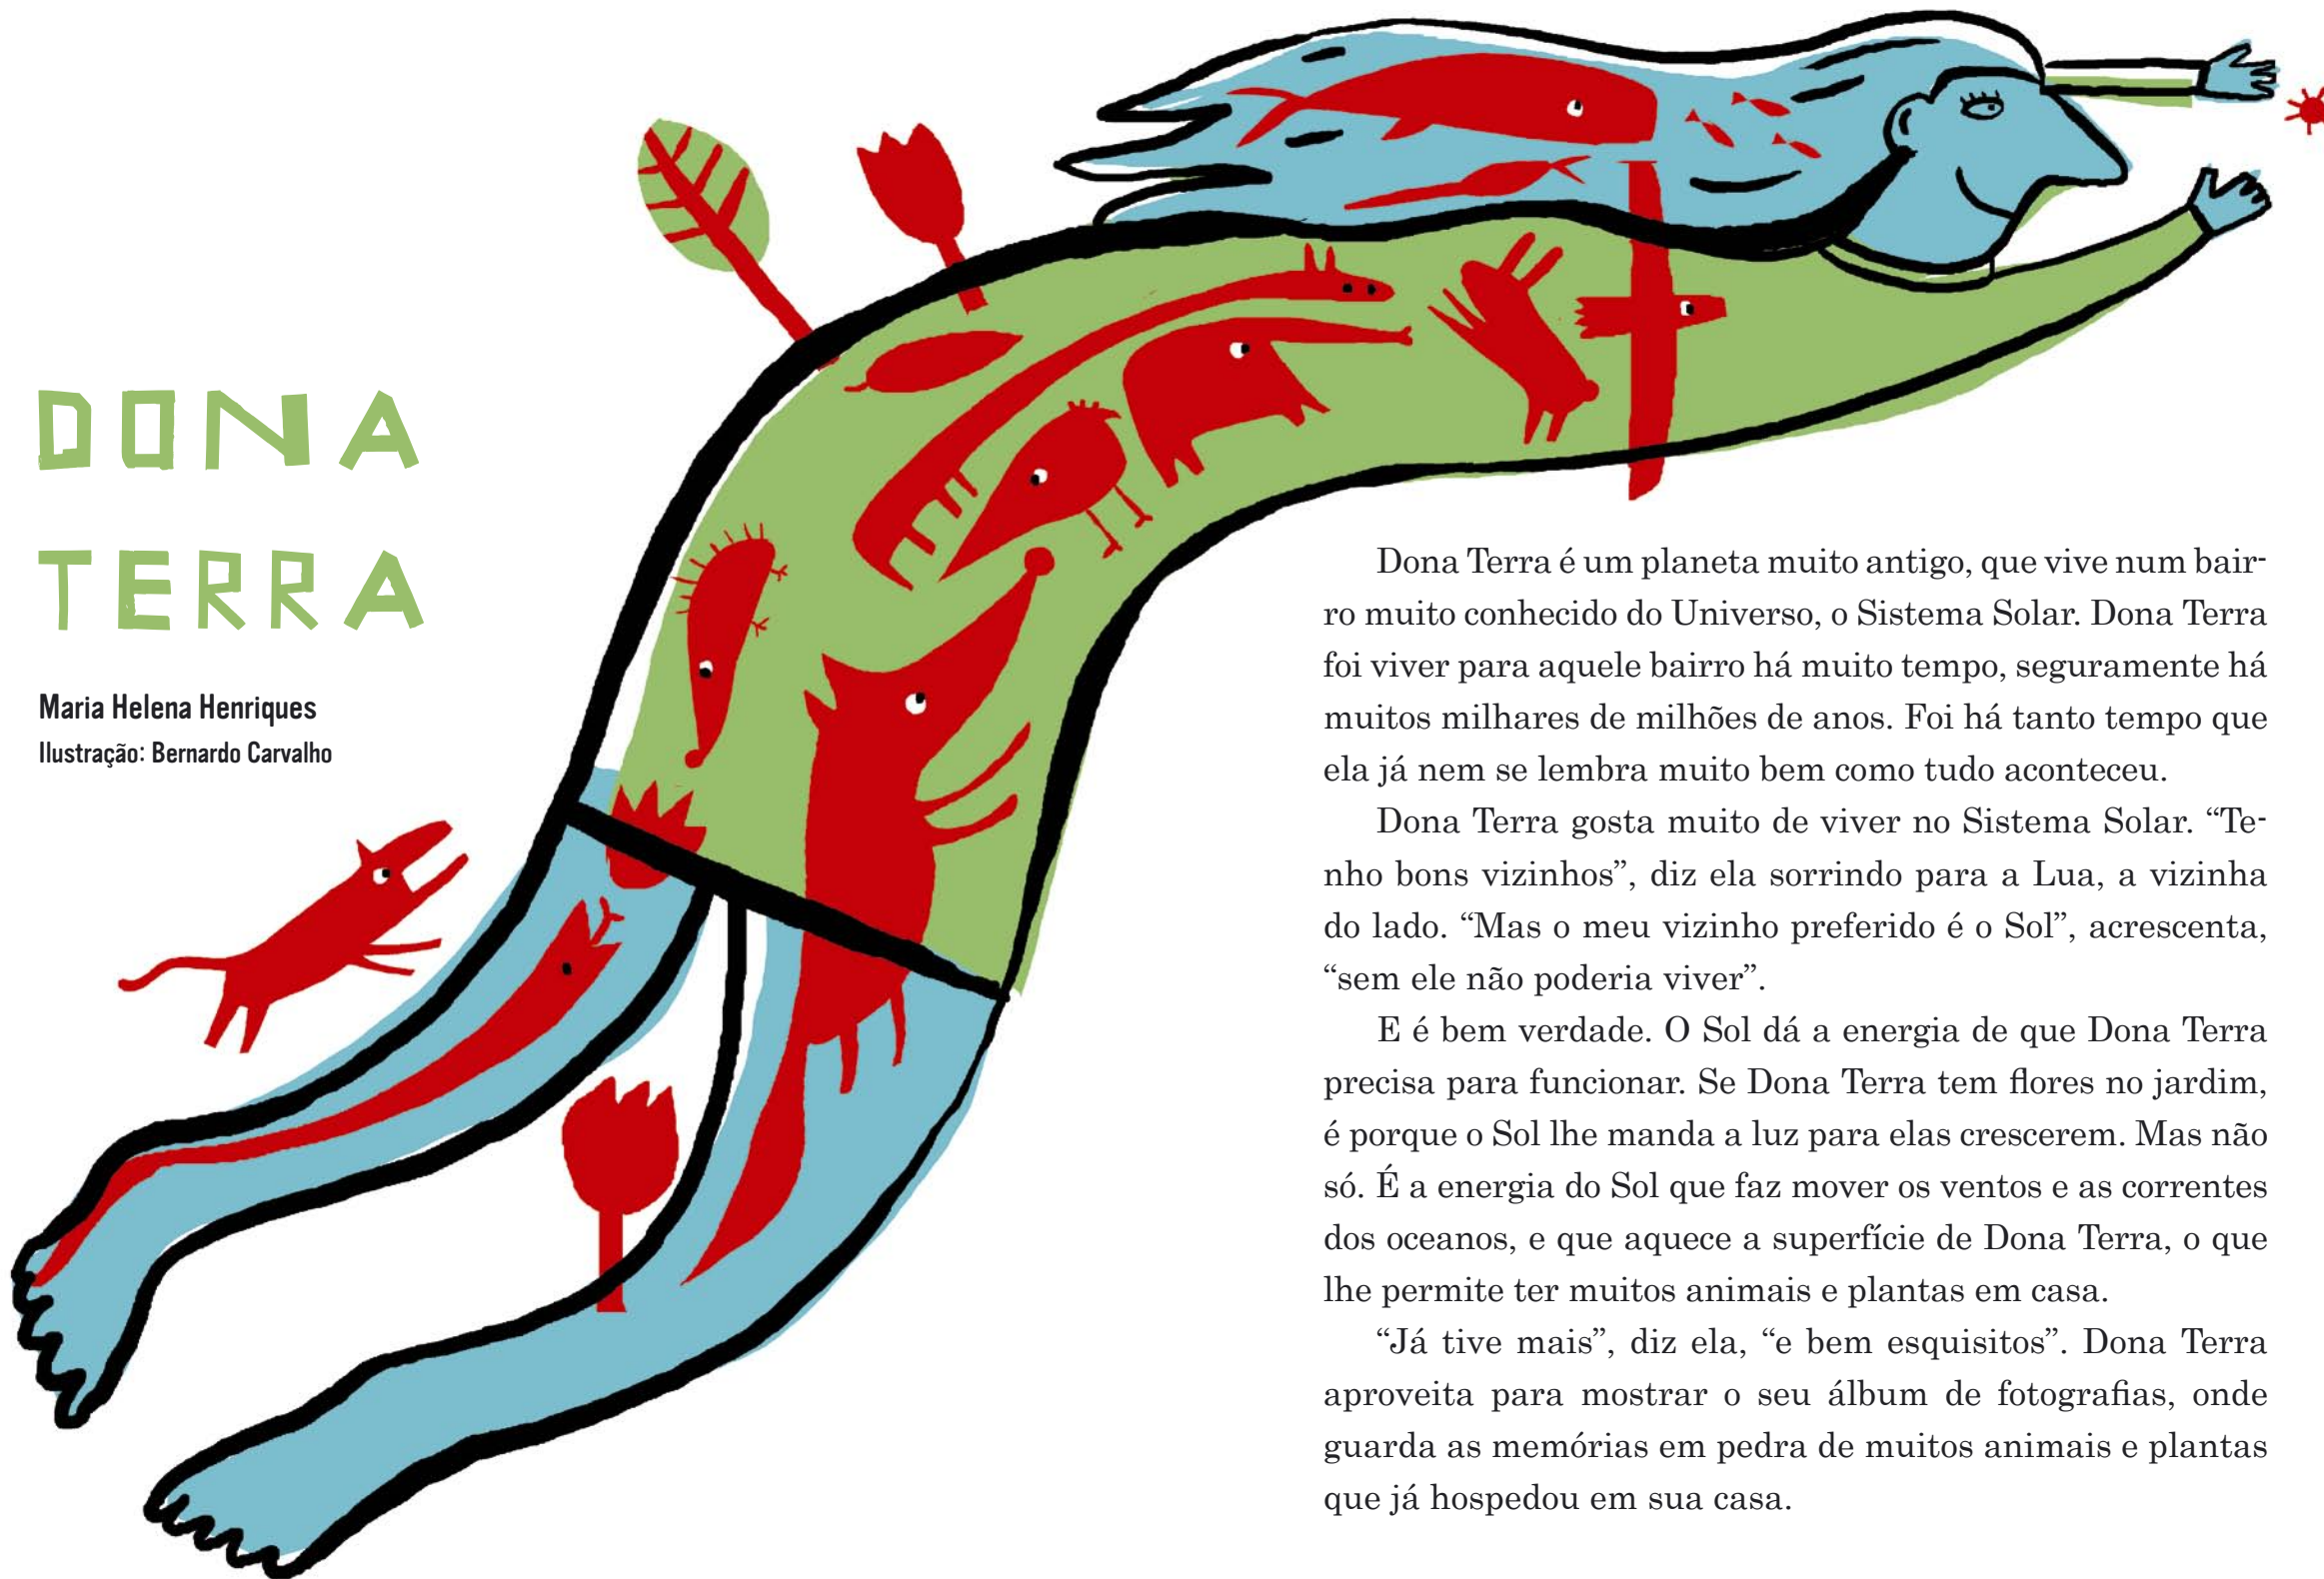 DONA
TERRA
Maria Helena Henriques
Ilustração: Bernardo Carvalho
Dona Terra é um planeta muito antigo, que vive num bair-
ro muito conhecido do Universo, o Sistema Solar. Dona Terra
foi viver para aquele bairro há muito tempo, seguramente há
muitos milhares de milhões de anos. Foi há tanto tempo que
ela já nem se lembra muito bem como tudo aconteceu.
Dona Terra gosta muito de viver no Sistema Solar. “Te-
nho bons vizinhos”, diz ela sorrindo para a Lua, a vizinha
do lado. “Mas o meu vizinho preferido é o Sol”, acrescenta,
“sem ele não poderia viver”.
E é bem verdade. O Sol dá a energia de que Dona Terra
precisa para funcionar. Se Dona Terra tem flores no jardim,
é porque o Sol lhe manda a luz para elas crescerem. Mas não
só. É a energia do Sol que faz mover os ventos e as correntes
dos oceanos, e que aquece a superfície de Dona Terra, o que
lhe permite ter muitos animais e plantas em casa.
“Já tive mais”, diz ela, “e bem esquisitos”. Dona Terra
aproveita para mostrar o seu álbum de fotografias, onde
guarda as memórias em pedra de muitos animais e plantas
que já hospedou em sua casa.